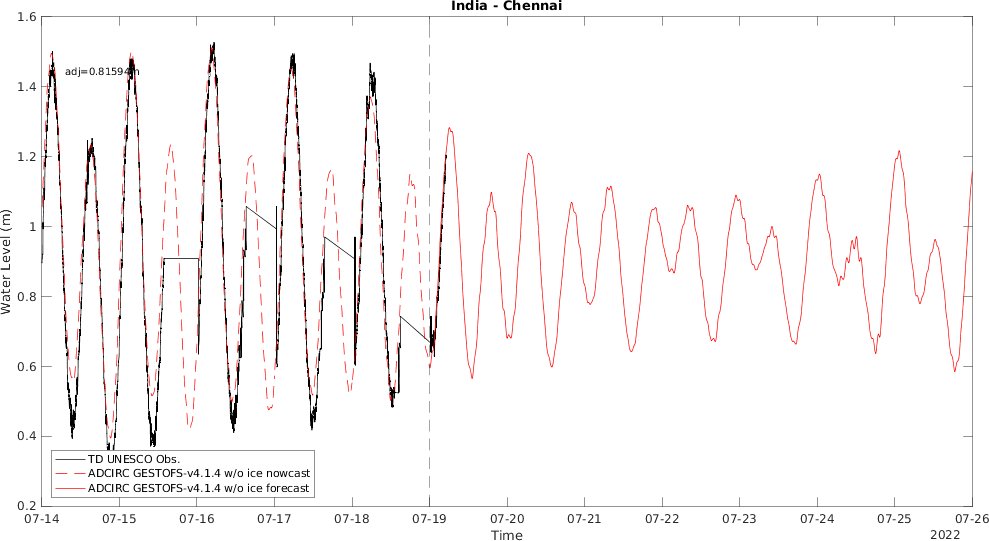 India - Chennai
adj=0.81594m
Water Level (m)
1.6
1.4
1.2
1
0.8
0.6
0.4
0.2
TD UNESCO Obs.
ADCIRC GESTOFS-v4.1.4 w/o ice nowcast
ADCIRC GESTOFS-v4.1.4 w/o ice forecast
07-14 07-15 07-16 07-17 07-18 07-19 07-20 07-21 07-22 07-23 07-24 07-25 07-26
Time
2022